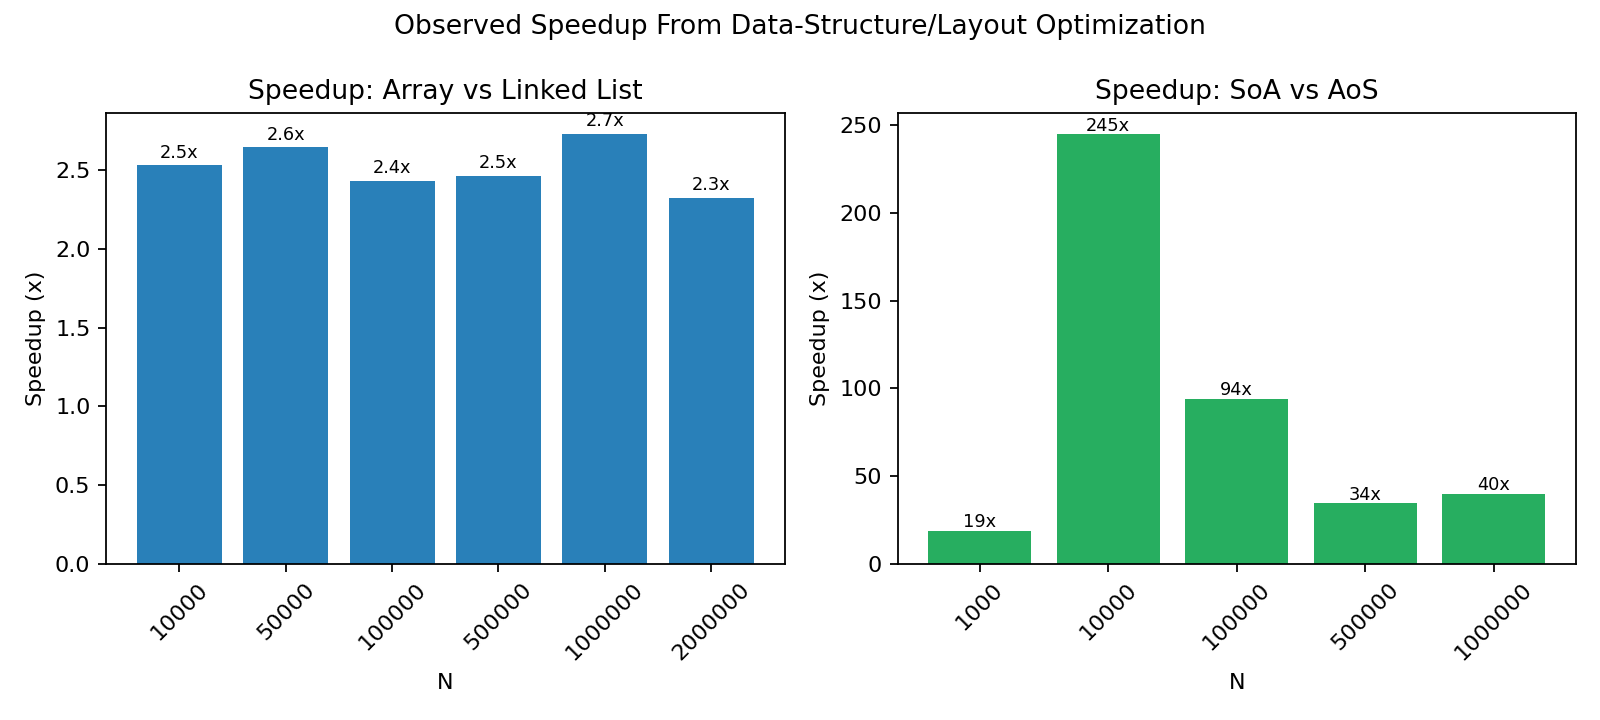 Observed Speedup From Data-Structure/Layout Optimization
Speedup: Array vs Linked List
Speedup (x)
2.5
2.0
1.5
1.0
0.5
0.0
2.5x
2.6x
2.4x
2.5x
2.7x
2.3x
10000
50000
100000
500000
1000000
2000000
N
Speedup: SoA vs AoS
Speedup (x)
250
200
150
100
50
0
19x
245x
94x
34x
40x
1000
10000
100000
500000
1000000
N